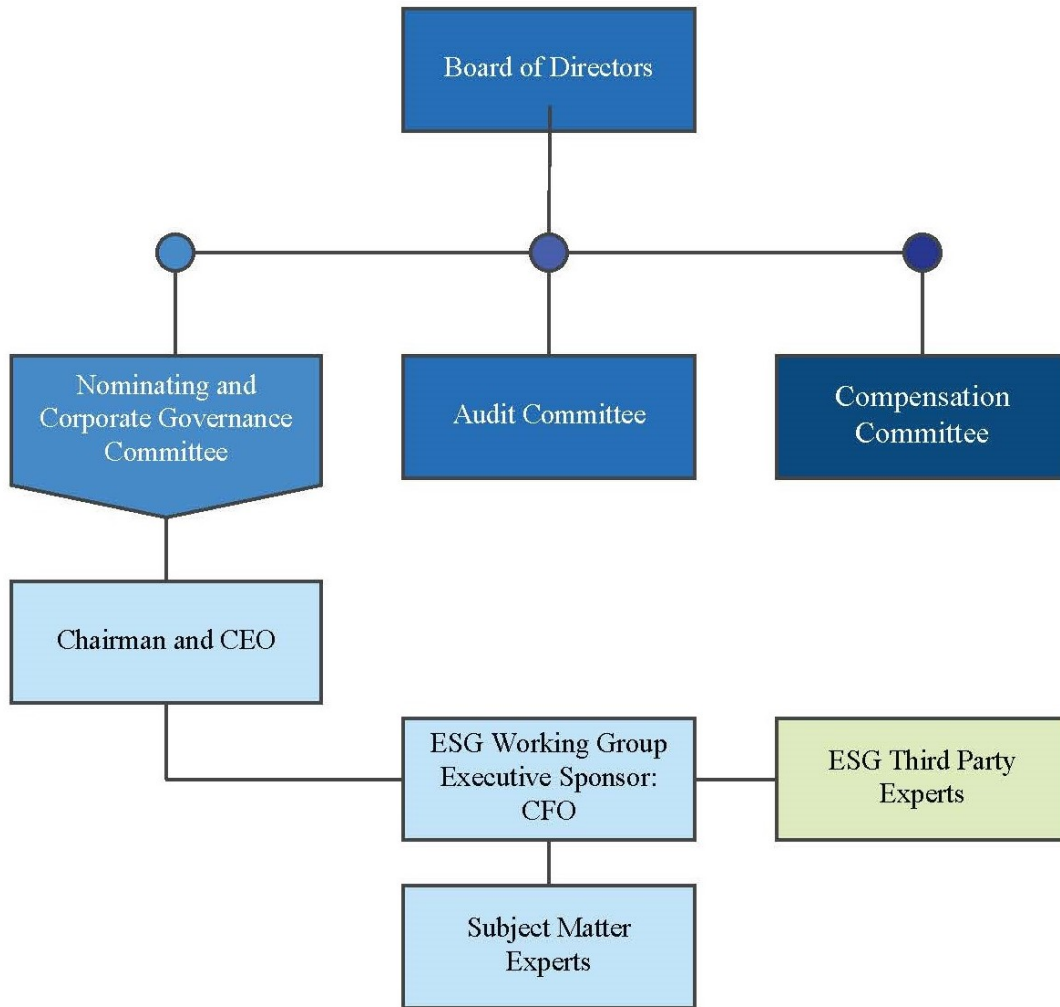 Board of Directors
Nominating and
Corporate Governance
Committee
Audit Committee
Compensation
Committee
Chairman and CEO
ESG Working Group
Executive Sponsor:
CFO
ESG Third Party
Experts
Subject Matter
Experts